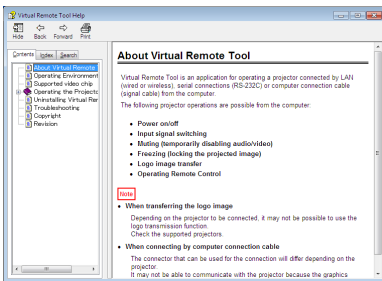 Virtual Remote Tool Help
Hide Back Forward Print
Contents Index Search
About Virtual Remote
Operating Environment
Supported video chip
Operating the Projecto
Uninstalling Virtual Rer
Troubleshooting
Copyright
Revision
About Virtual Remote Tool
Virtual Remote Tool is an application for operating a projector connected by LAN
(wired or wireless), serial connections (RS-232C) or computer connection cable
(signal cable) from the computer.
The following projector operations are possible from the computer:
• Power on/off
• Input signal switching
• Muting (temporarily disabling audio/video)
• Freezing (locking the projected image)
• Logo image transfer
• Operating Remote Control
Note
• When transferring the logo image
Depending on the projector to be connected, it may not be possible to use the
logo transmission function.
Check the supported projectors.
• When connecting by computer connection cable
The connector that can be used for the connection will differ depending on the
projector.
It may not be able to communicate with the projector because the graphics